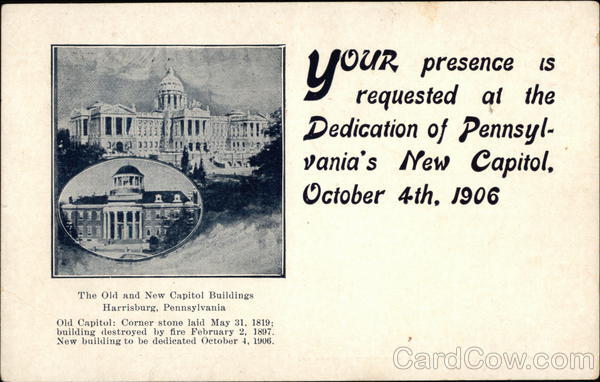 YOUR presence is
requested at the
Dedication of Pennsyl-
vania's New Capitol,
October 4th, 1906
The Old and New Capitol Buildings
Harrisburg, Pennsylvania
Old Capitol: Corner stone laid May 31, 1819;
building destroyed by fire February 2, 1897.
New building to be dedicated October 4, 1906.
CardCow.com